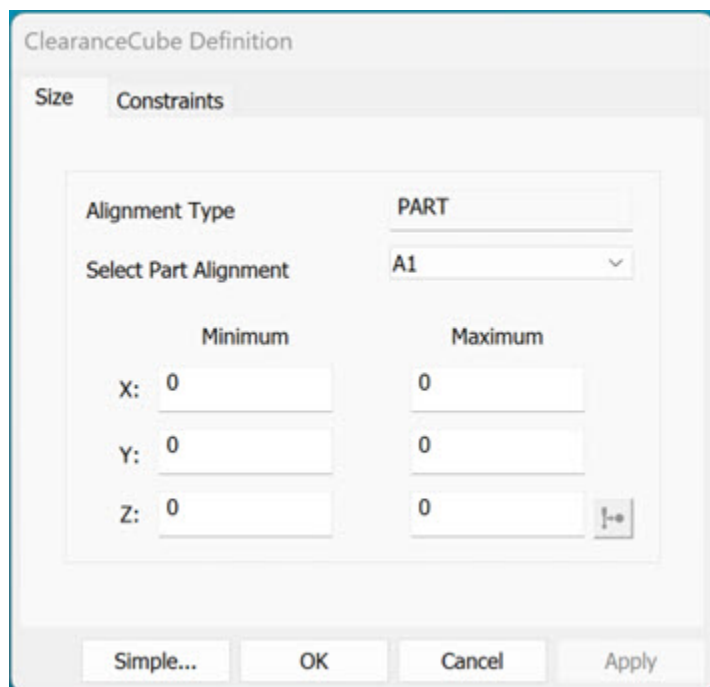 ClearanceCube Definition
Size Constraints
Alignment Type PART
Select Part Alignment A1
Minimum Maximum
X: 0 0
Y: 0 0
Z: 0 0
Simple... OK Cancel Apply